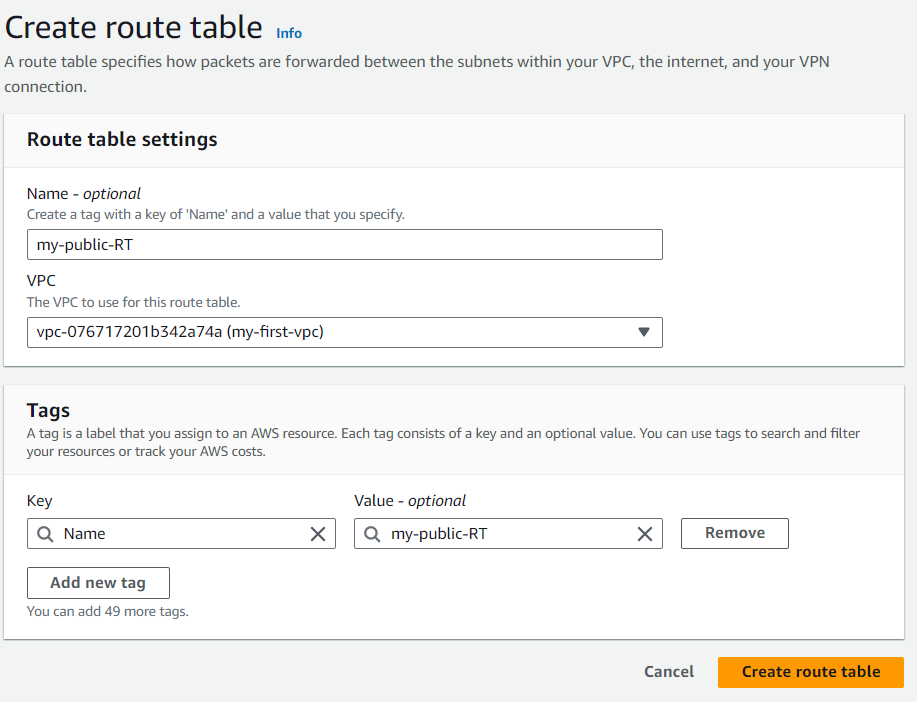 Create route table Info
A route table specifies how packets are forwarded between the subnets within your VPC, the internet, and your VPN
connection.
Route table settings
Name - optional
Create a tag with a key of 'Name' and a value that you specify.
my-public-RT
VPC
The VPC to use for this route table.
vpc-076717201b342a74a (my-first-vpc)
Tags
A tag is a label that you assign to an AWS resource. Each tag consists of a key and an optional value. You can use tags to search and filter
your resources or track your AWS costs.
Key Value - optional
Name my-public-RT Remove
Add new tag
You can add 49 more tags.
Cancel Create route table